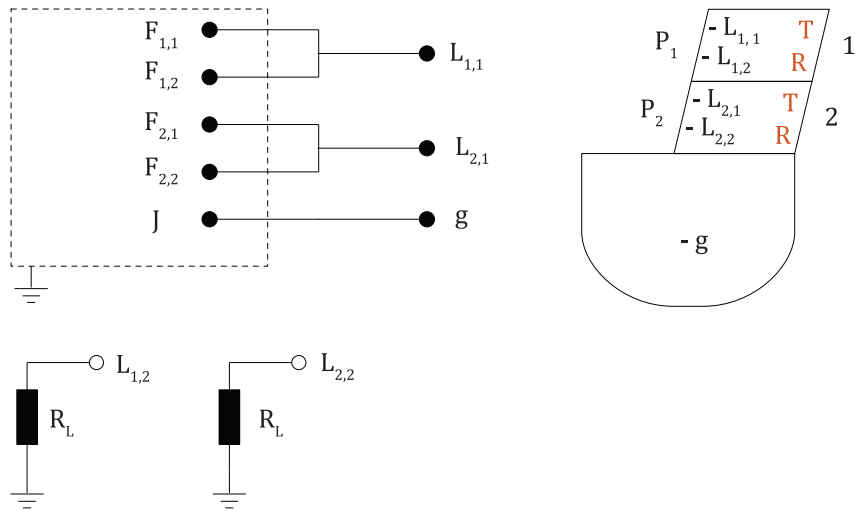 F1,1
F1,2
L1,1
F2,1
F2,2
L2,1
J
g
P1
- L1, 1 T
- L1,2 R
1
P2
- L2,1 T
- L2,2 R
2
- g
L1,2
RL
L2,2
RL